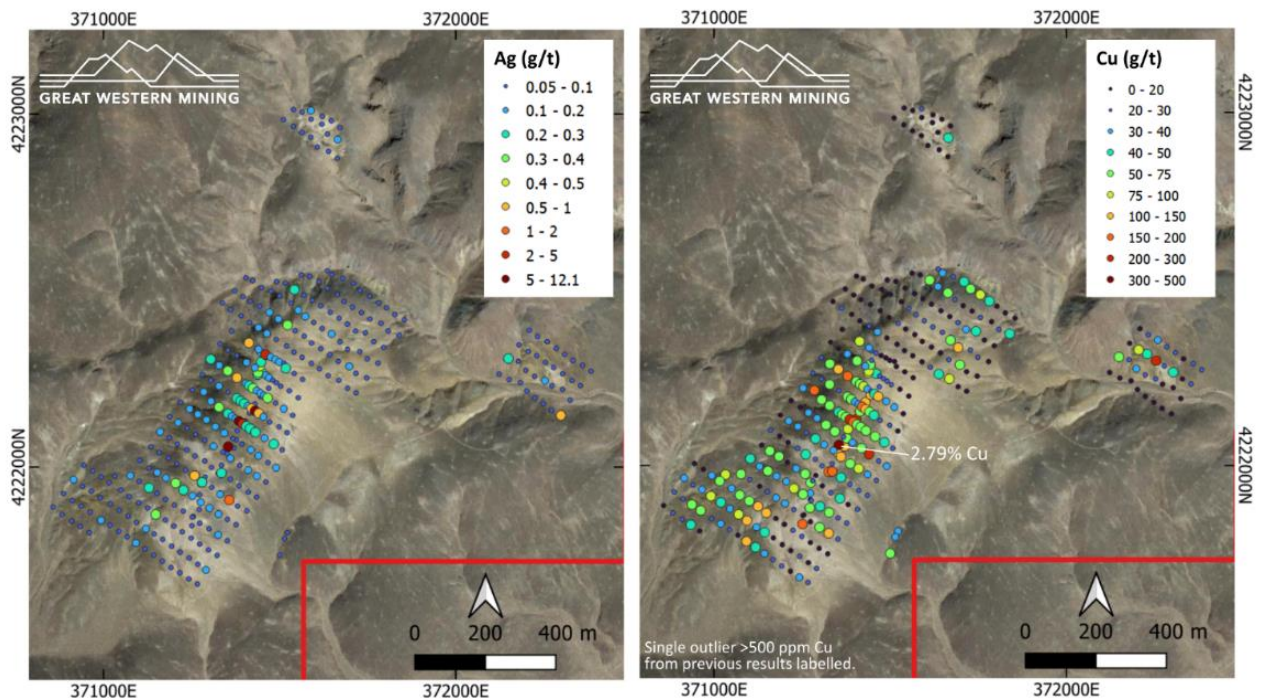 371000E
372000E
371000E
372000E
4223000N
4222000N
GREAT WESTERN MINING
Ag (g/t)
0.05 - 0.1
0.1 - 0.2
0.2 - 0.3
0.3 - 0.4
0.4 - 0.5
0.5 - 1
1 - 2
2 - 5
5 - 12.1
0 200 400 m
GREAT WESTERN MINING
Cu (g/t)
0 - 20
20 - 30
30 - 40
40 - 50
50 - 75
75 - 100
100 - 150
150 - 200
200 - 300
300 - 500
4223000N
4222000N
2.79% Cu
Single outlier >500 ppm Cu
from previous results labelled.
0 200 400 m
371000E
372000E
371000E
372000E